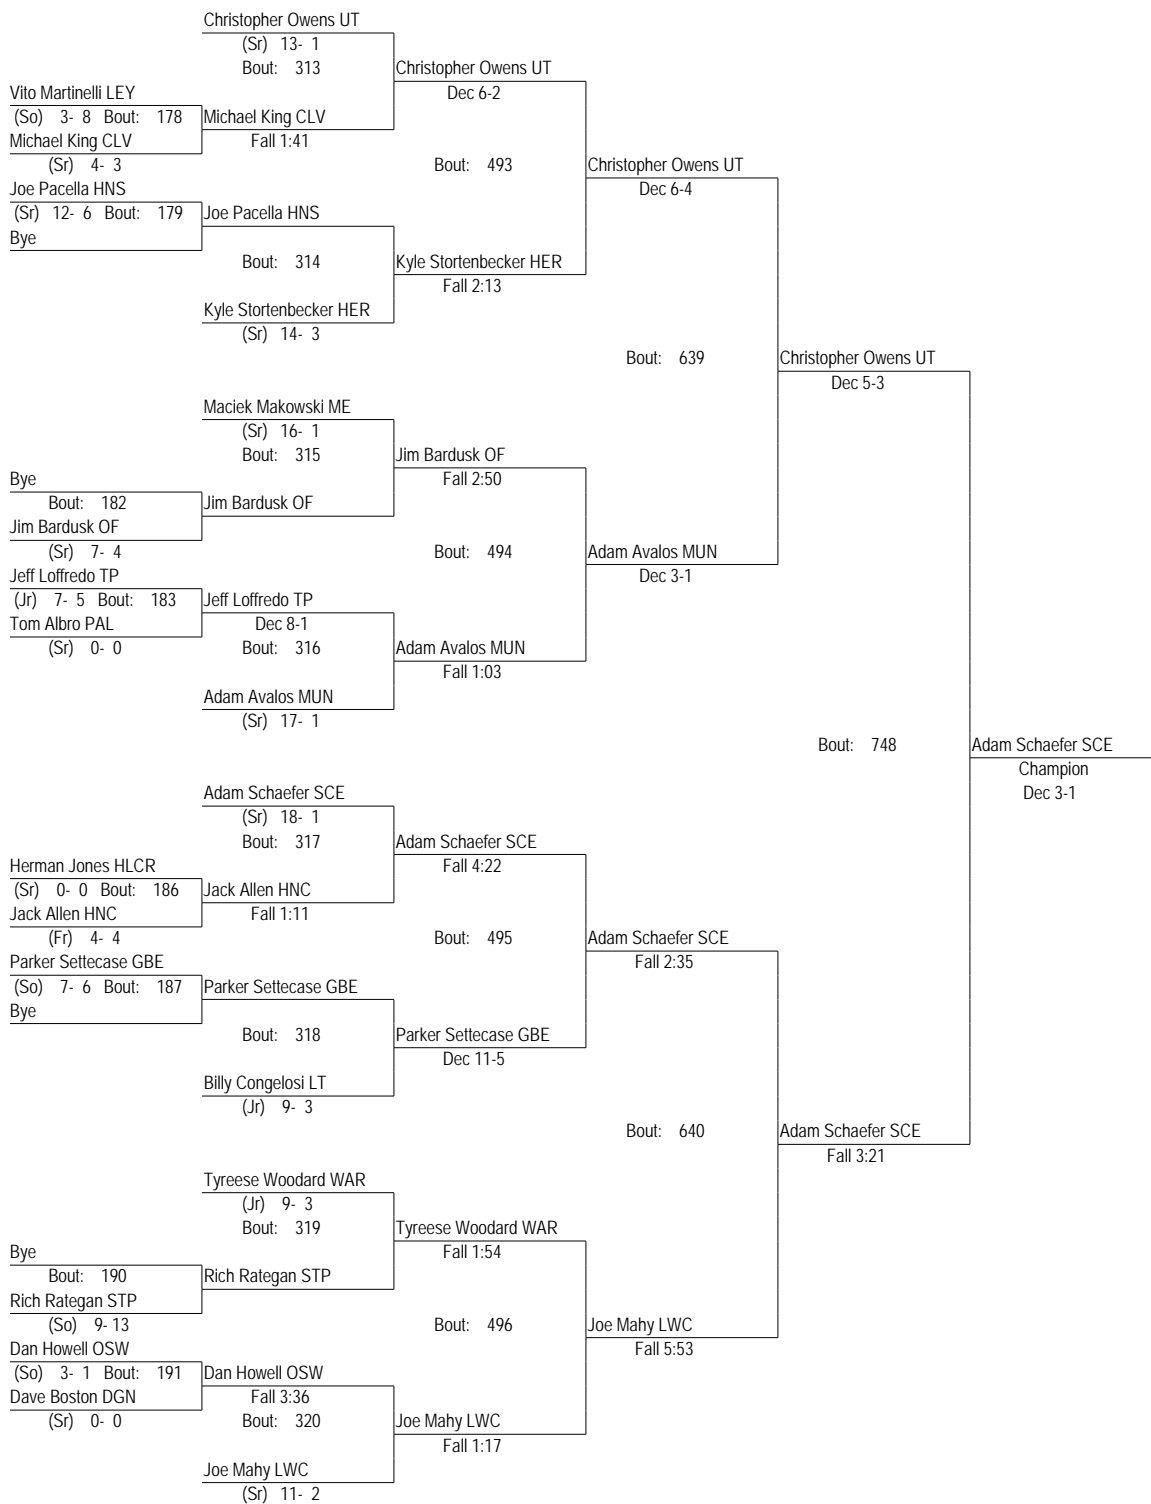 Christopher Owens UT
(Sr) 13- 1
Bout: 313
Christopher Owens UT
Dec 6-2
Vito Martinelli LEY
(So) 3- 8 Bout: 178
Michael King CLV
Michael King CLV
Fall 1:41
(Sr) 4- 3
Bout: 493
Christopher Owens UT
Dec 6-4
Joe Pacella HNS
(Sr) 12- 6 Bout: 179
Joe Pacella HNS
Bye
Bout: 314
Kyle Stortenbecker HER
Fall 2:13
Kyle Stortenbecker HER
(Sr) 14- 3
Bout: 639
Christopher Owens UT
Dec 5-3
Maciek Makowski ME
(Sr) 16- 1
Bout: 315
Jim Bardusk OF
Fall 2:50
Bye
Bout: 182
Jim Bardusk OF
Jim Bardusk OF
(Sr) 7- 4
Bout: 494
Adam Avalos MUN
Dec 3-1
Jeff Loffredo TP
(Jr) 7- 5 Bout: 183
Jeff Loffredo TP
Dec 8-1
Tom Albro PAL
(Sr) 0- 0
Bout: 316
Adam Avalos MUN
Fall 1:03
Adam Avalos MUN
(Sr) 17- 1
Bout: 748
Adam Schaefer SCE
Champion
Dec 3-1
Adam Schaefer SCE
(Sr) 18- 1
Bout: 317
Adam Schaefer SCE
Fall 4:22
Herman Jones HLCR
(Sr) 0- 0 Bout: 186
Jack Allen HNC
Fall 1:11
Jack Allen HNC
(Fr) 4- 4
Bout: 495
Adam Schaefer SCE
Fall 2:35
Parker Settecase GBE
(So) 7- 6 Bout: 187
Parker Settecase GBE
Bye
Bout: 318
Parker Settecase GBE
Dec 11-5
Billy Congelosi LT
(Jr) 9- 3
Bout: 640
Adam Schaefer SCE
Fall 3:21
Tyreese Woodard WAR
(Jr) 9- 3
Bout: 319
Tyreese Woodard WAR
Fall 1:54
Bye
Bout: 190
Rich Rategan STP
Rich Rategan STP
(So) 9- 13
Bout: 496
Joe Mahy LWC
Fall 5:53
Dan Howell OSW
(So) 3- 1 Bout: 191
Dan Howell OSW
Fall 3:36
Dave Boston DGN
(Sr) 0- 0
Bout: 320
Joe Mahy LWC
Fall 1:17
Joe Mahy LWC
(Sr) 11- 2